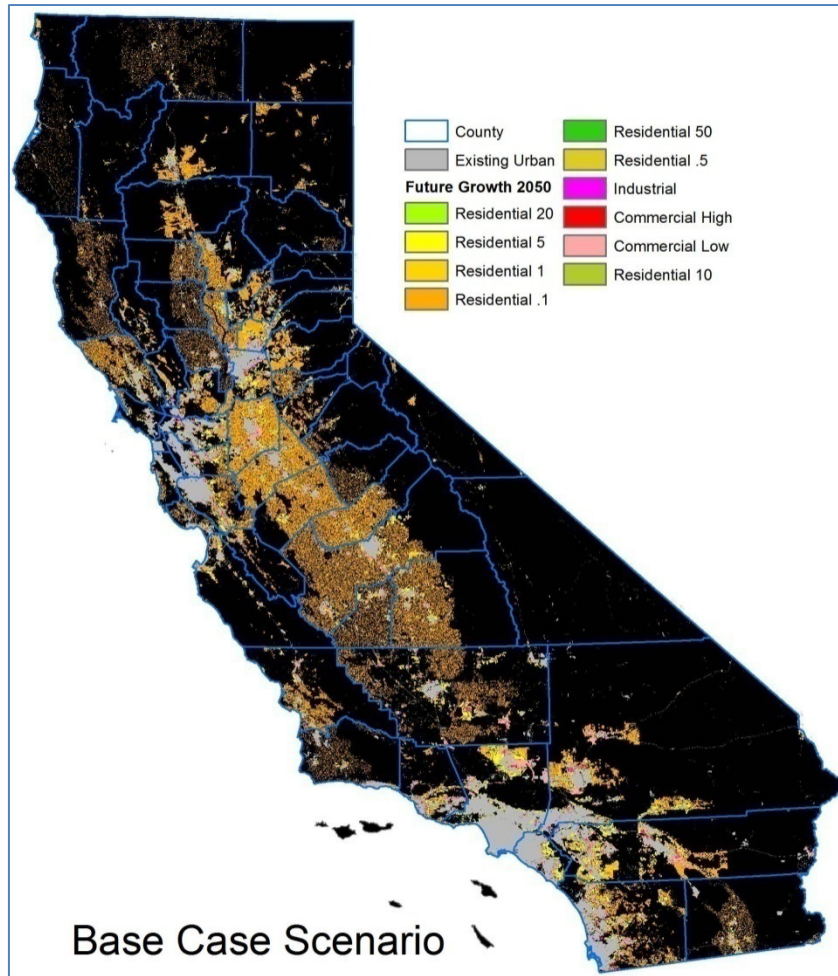 County
Existing Urban
Future Growth 2050
Residential 20
Residential 5
Residential 1
Residential .1
Residential 50
Residential .5
Industrial
Commercial High
Commercial Low
Residential 10
Base Case Scenario